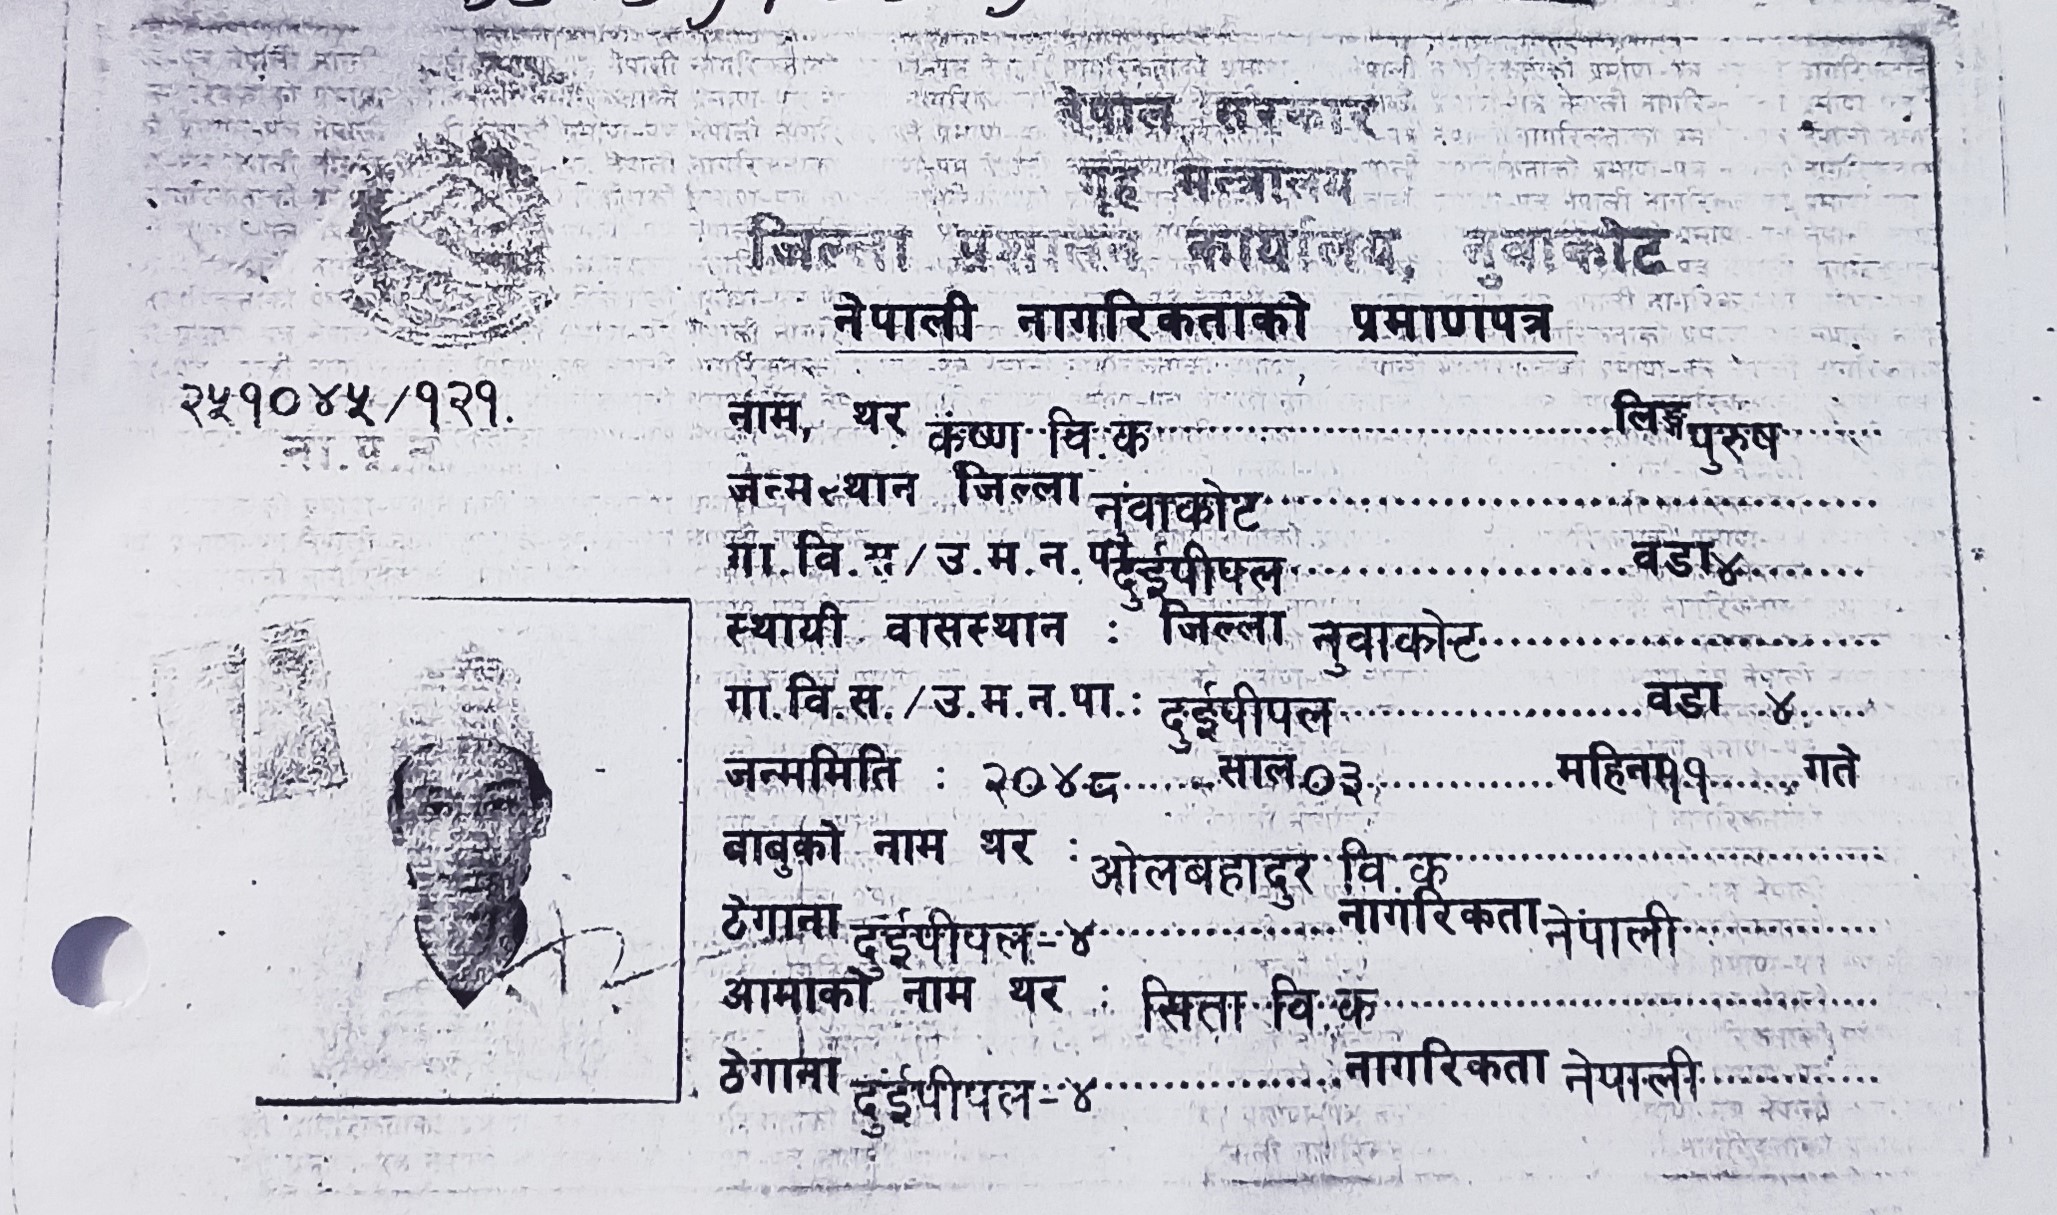 नेपाल सरकार
गृह मन्त्रालय
जिल्ला प्रशासन कार्यालय, नुवाकोट
नेपाली नागरिकताको प्रमाणपत्र
२५१०४५/१२१.
ना.प्र.नं.
नाम, थर कृष्ण वि.क लिङ्ग पुरुष
जन्मस्थान जिल्ला नुवाकोट
गा.वि.स/उ.म.न.पा दुईपीपल वडा ४
स्थायी वासस्थान : जिल्ला नुवाकोट
गा.वि.स./उ.म.न.पा.: दुईपीपल वडा ४
जन्ममिति : २०४८ साल ०३ महिना ११ गते
बाबुको नाम थर : ओलबहादुर वि.क
ठेगाना दुईपीपल-४ नागरिकता नेपाली
आमाको नाम थर : सिता वि.क
ठेगाना दुईपीपल-४ नागरिकता नेपाली